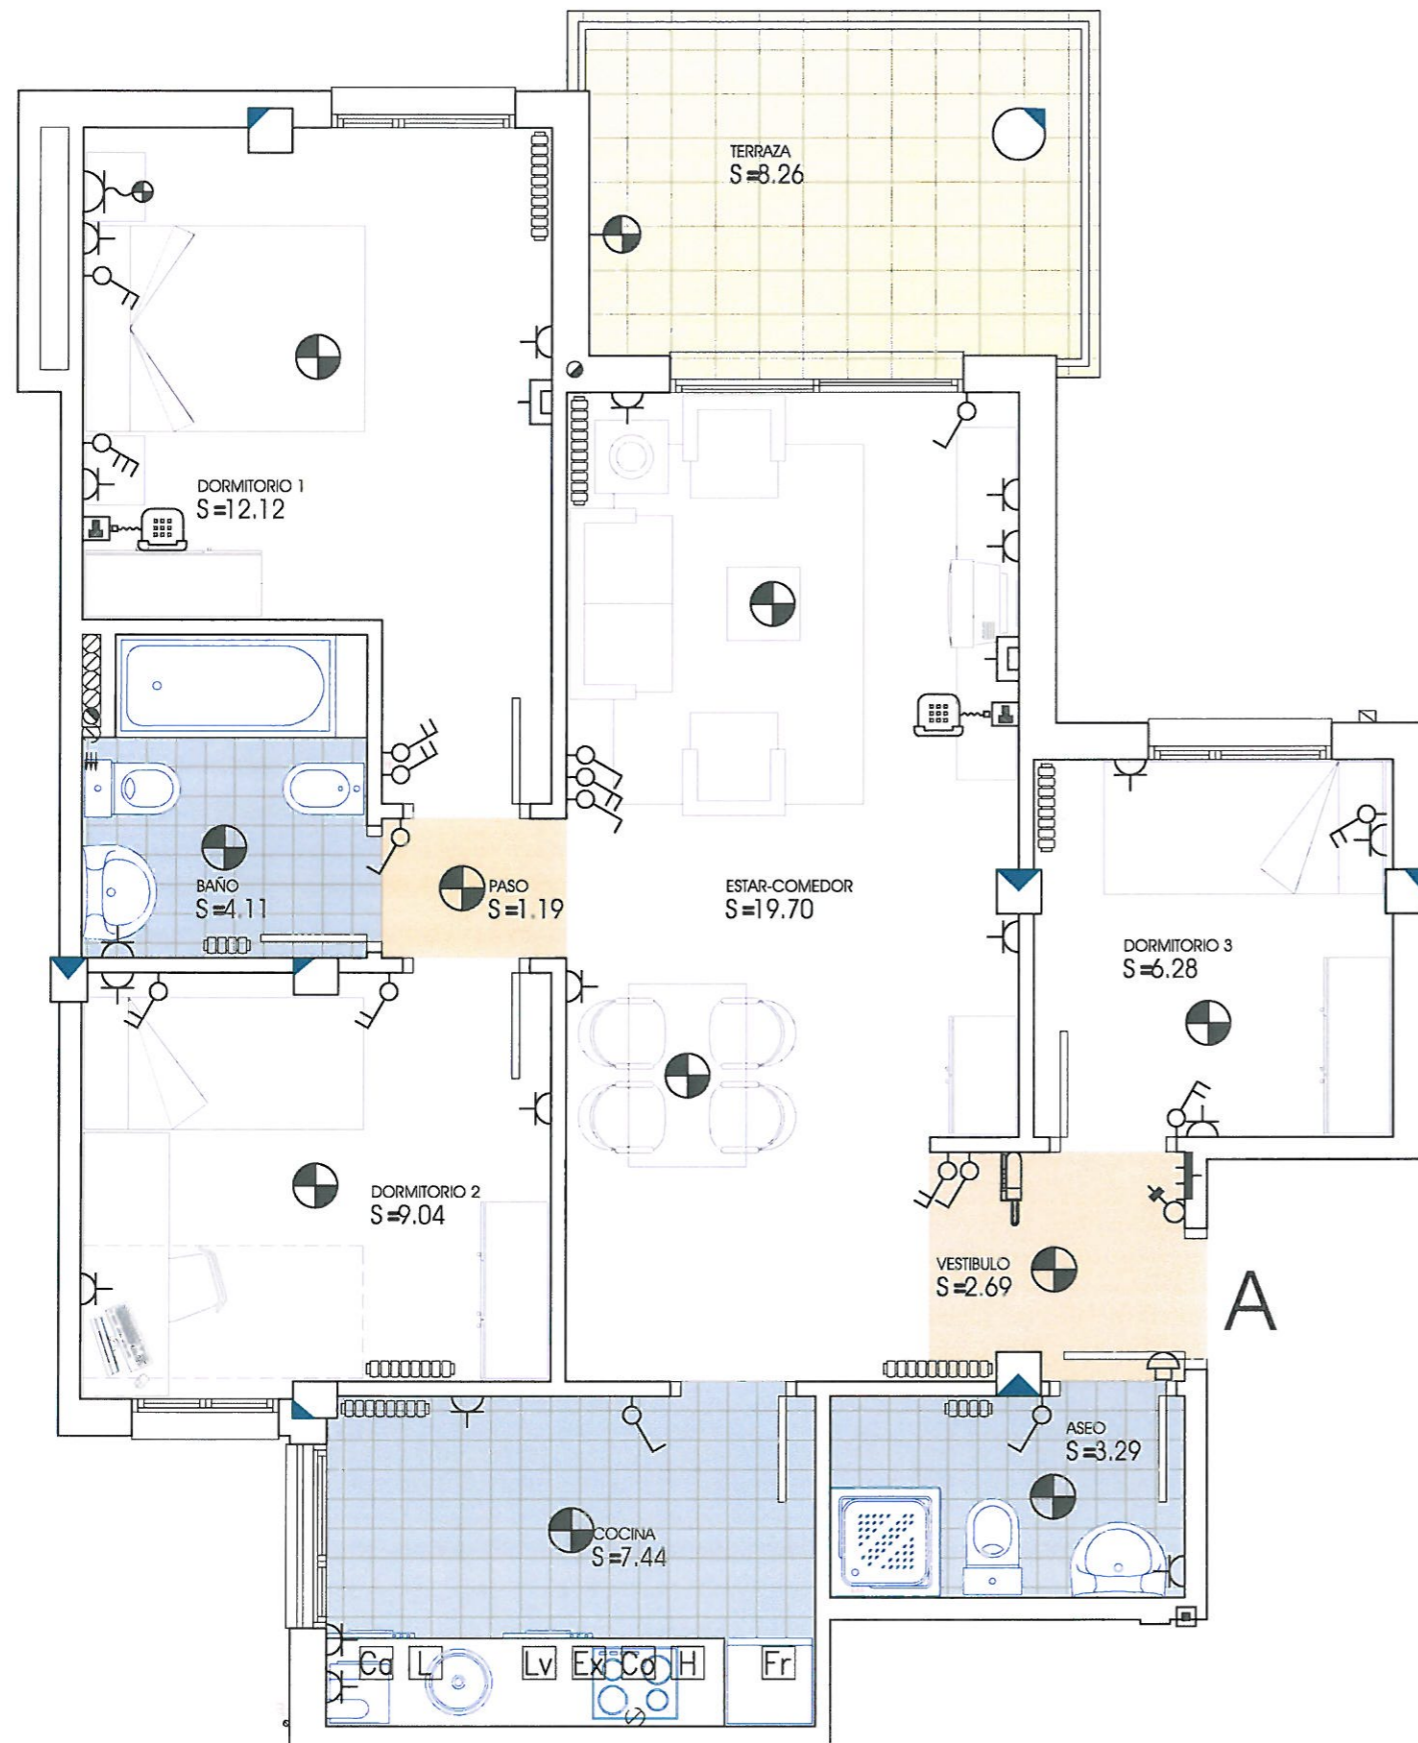 TERRAZA
S=8.26
DORMITORIO 1
S=12.12
BAÑO
S=4.11
PASO
S=1.19
ESTAR-COMEDOR
S=19.70
DORMITORIO 3
S=6.28
DORMITORIO 2
S=9.04
VESTIBULO
S=2.69
A
ASEO
S=3.29
COCINA
S=7.44
Ca L Lv Ex Co H Fr